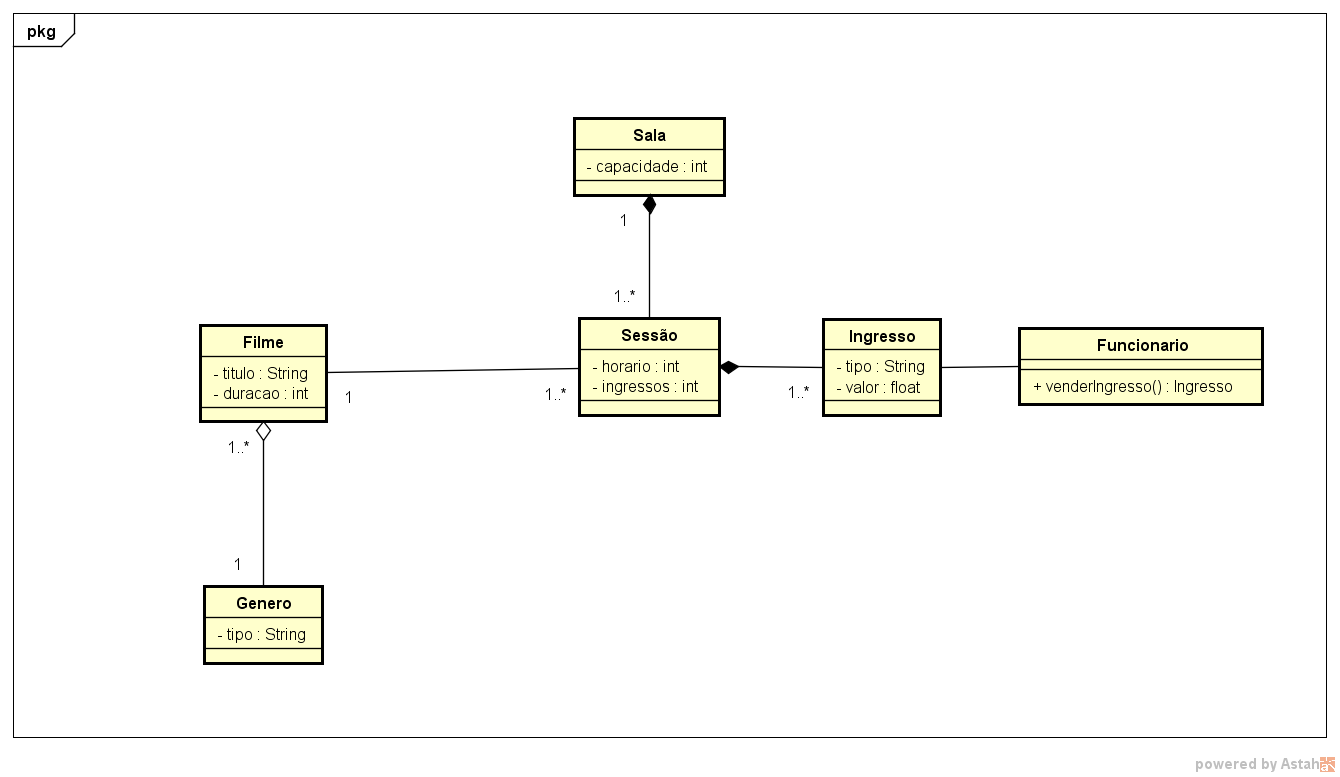 pkg
Sala
- capacidade : int
1
1..*
Filme
- titulo : String
- duracao : int
1
1..*
Sessão
- horario : int
- ingressos : int
1..*
Ingresso
- tipo : String
- valor : float
Funcionario
+ venderIngresso() : Ingresso
1..*
1
Genero
- tipo : String
powered by Astah